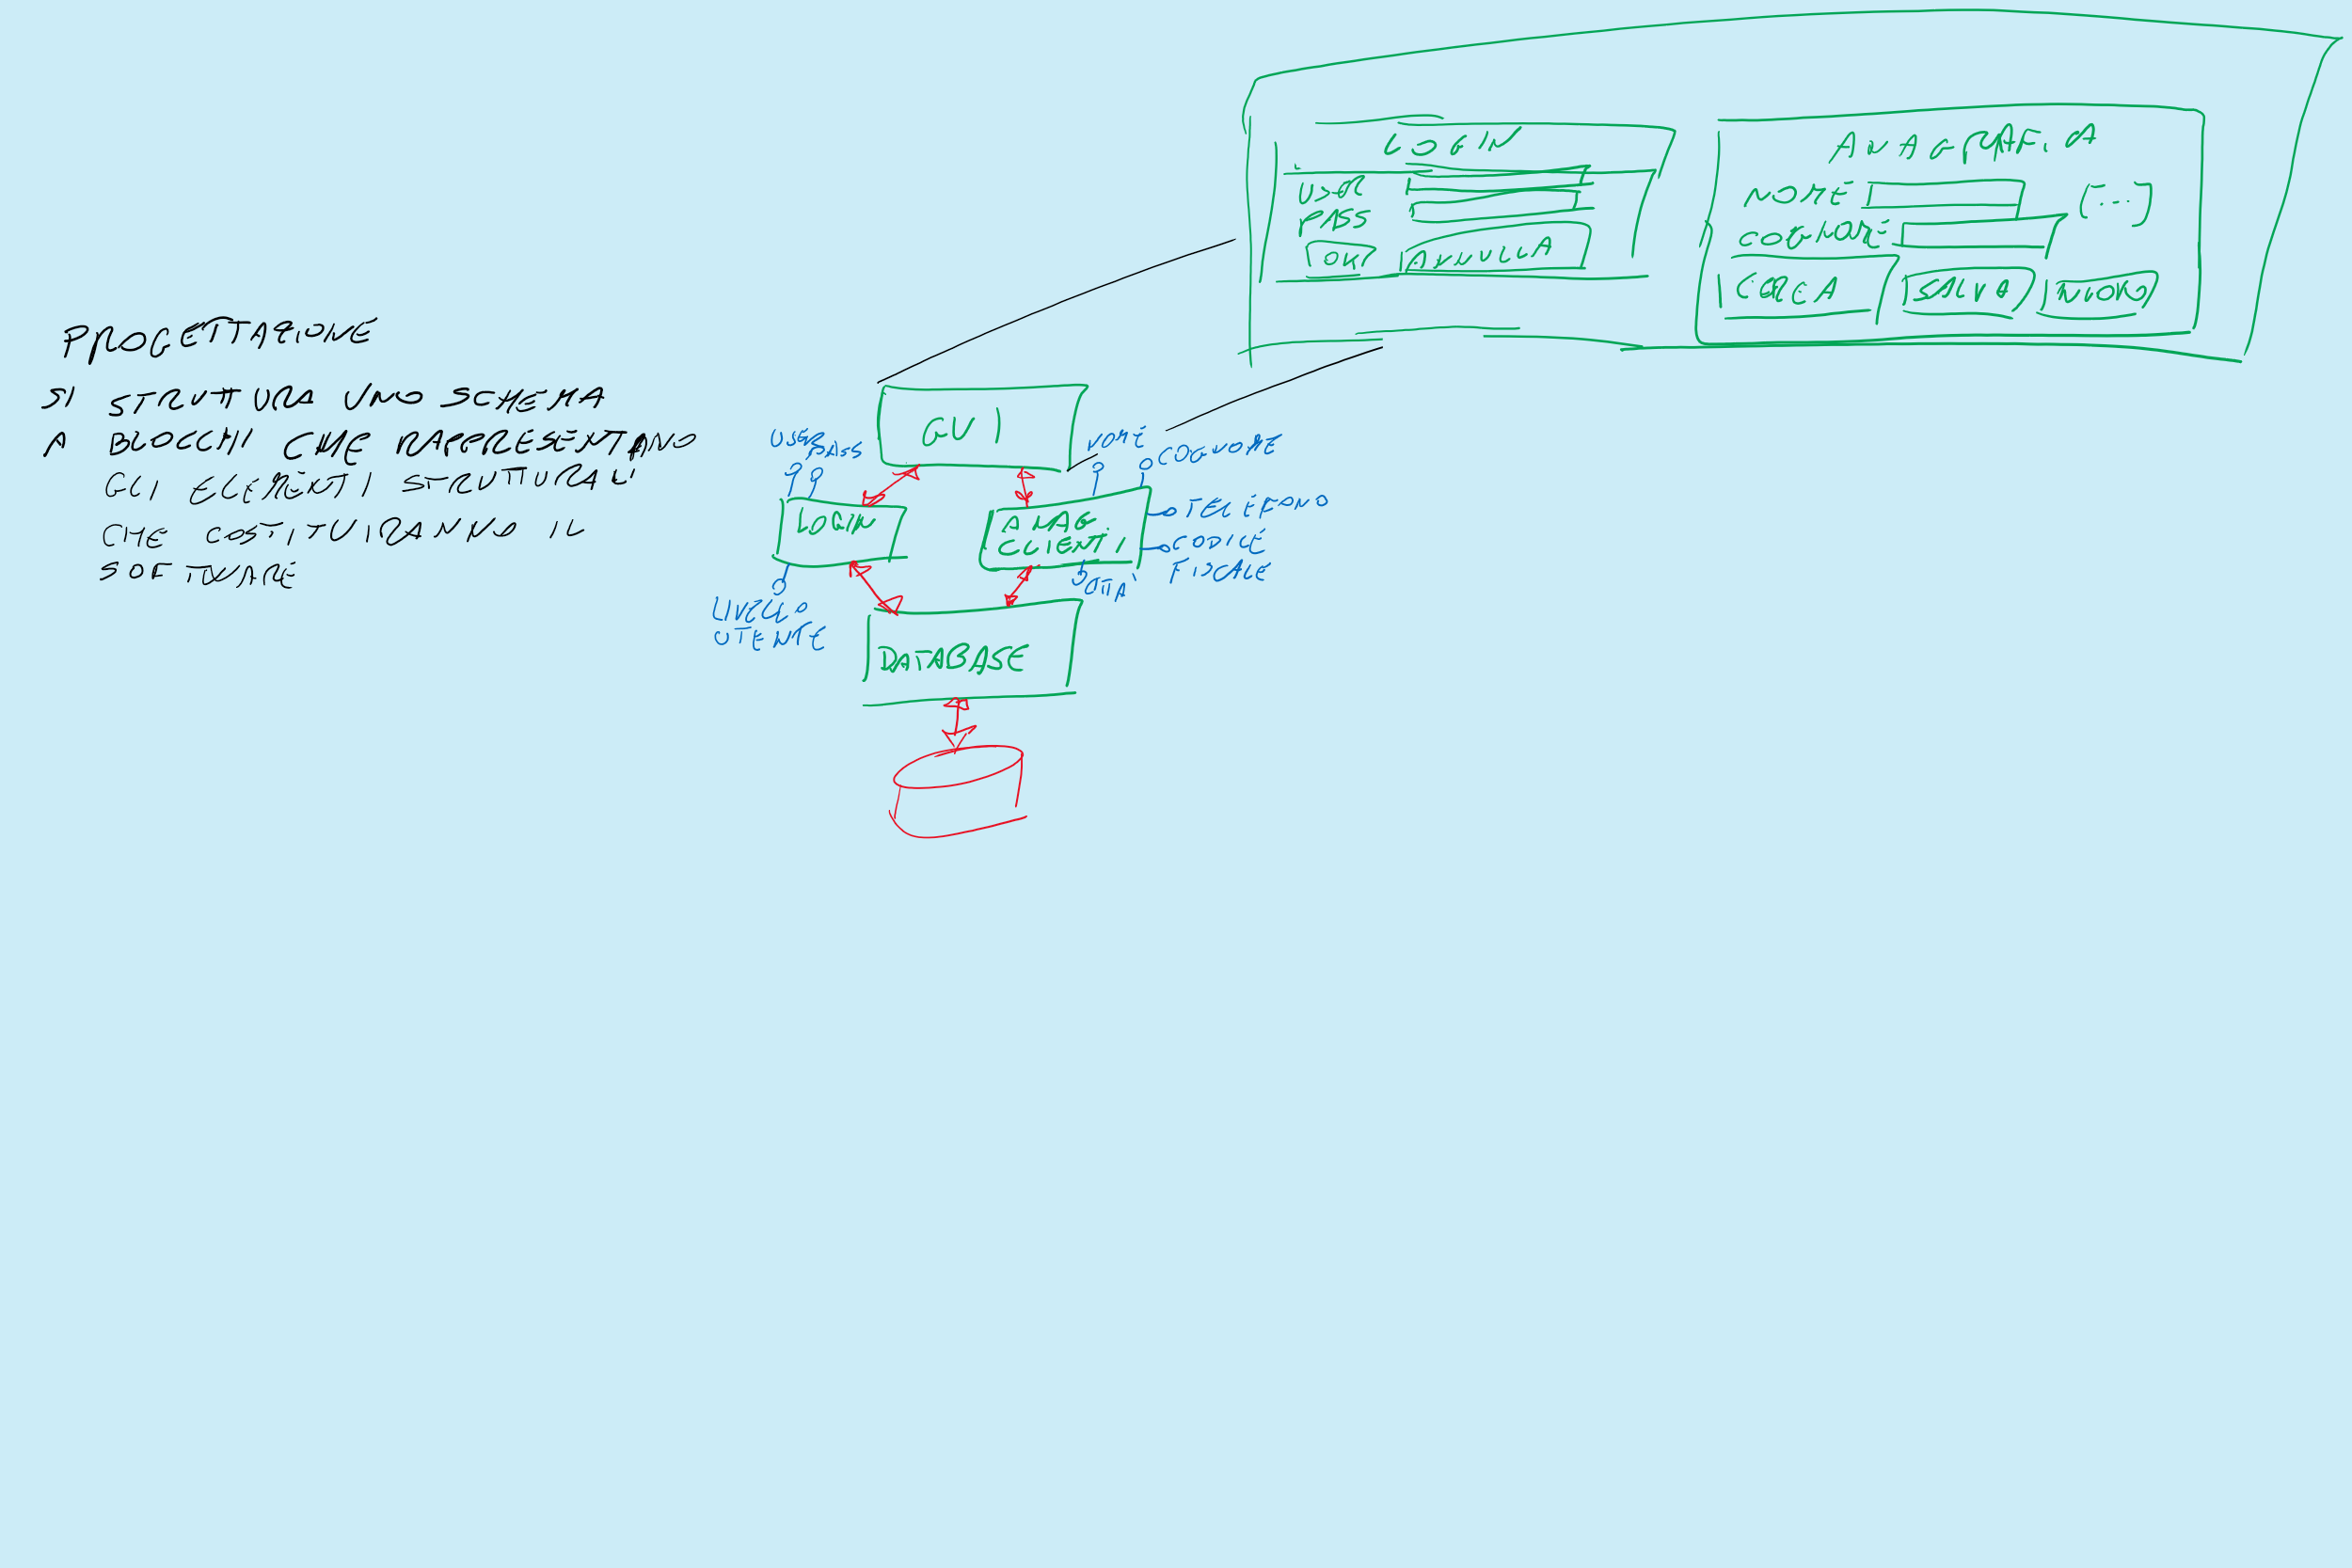 PROGETTAZIONE
SI STRUTTURA UNO SCHEMA
A BLOCCHI CHE RAPPRESENTANO
GLI ELEMENTI STRUTTURALI
CHE COSTITUIRANNO IL
SOFTWARE
LOGIN
USER
PASS
OK ANNULLA
ANAGRAFICA
NOME (...)
COGNOME
CERCA SALVA NUOVO
GUI
USER PASS
NOME COGNOME
LOGIN
ANAG.
CLIENTI
TELEFONO
CODICE
FISCALE
CITTA'
LIVELLO
UTENTE
DATABASE